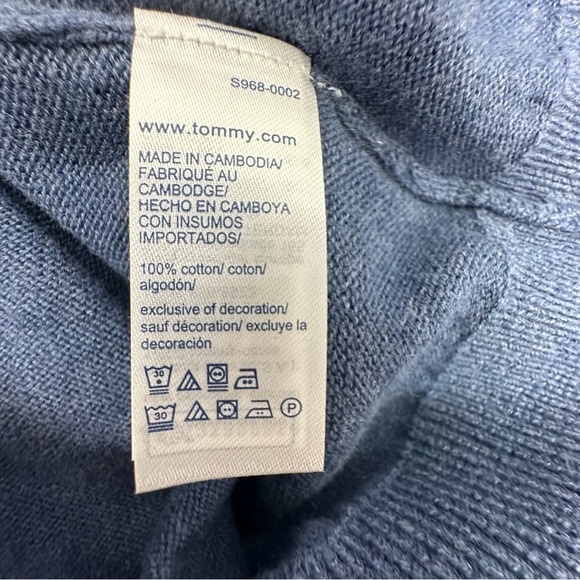 S968-0002
www.tommy.com
MADE IN CAMBODIA/
FABRIQUÉ AU
CAMBODGE/
HECHO EN CAMBOYA
CON INSUMOS
IMPORTADOS/
100% cotton/ coton/
algodón/
exclusive of decoration/
sauf décoration/ excluye la
decoración
30
30 P